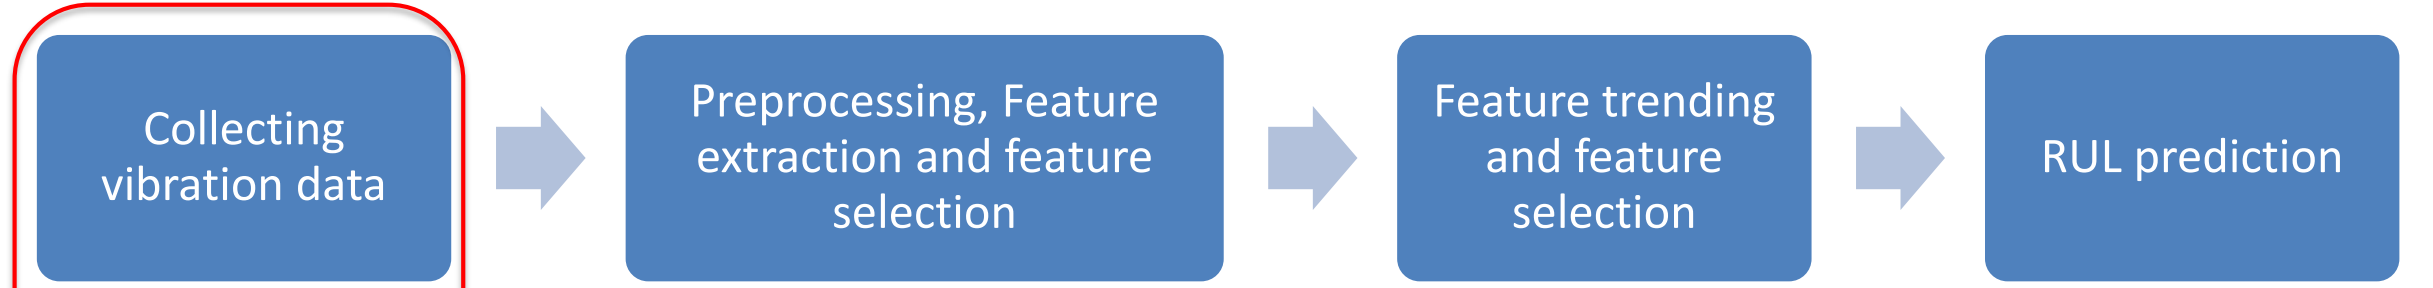 Collecting
vibration data
Preprocessing, Feature
extraction and feature
selection
Feature trending
and feature
selection
RUL prediction